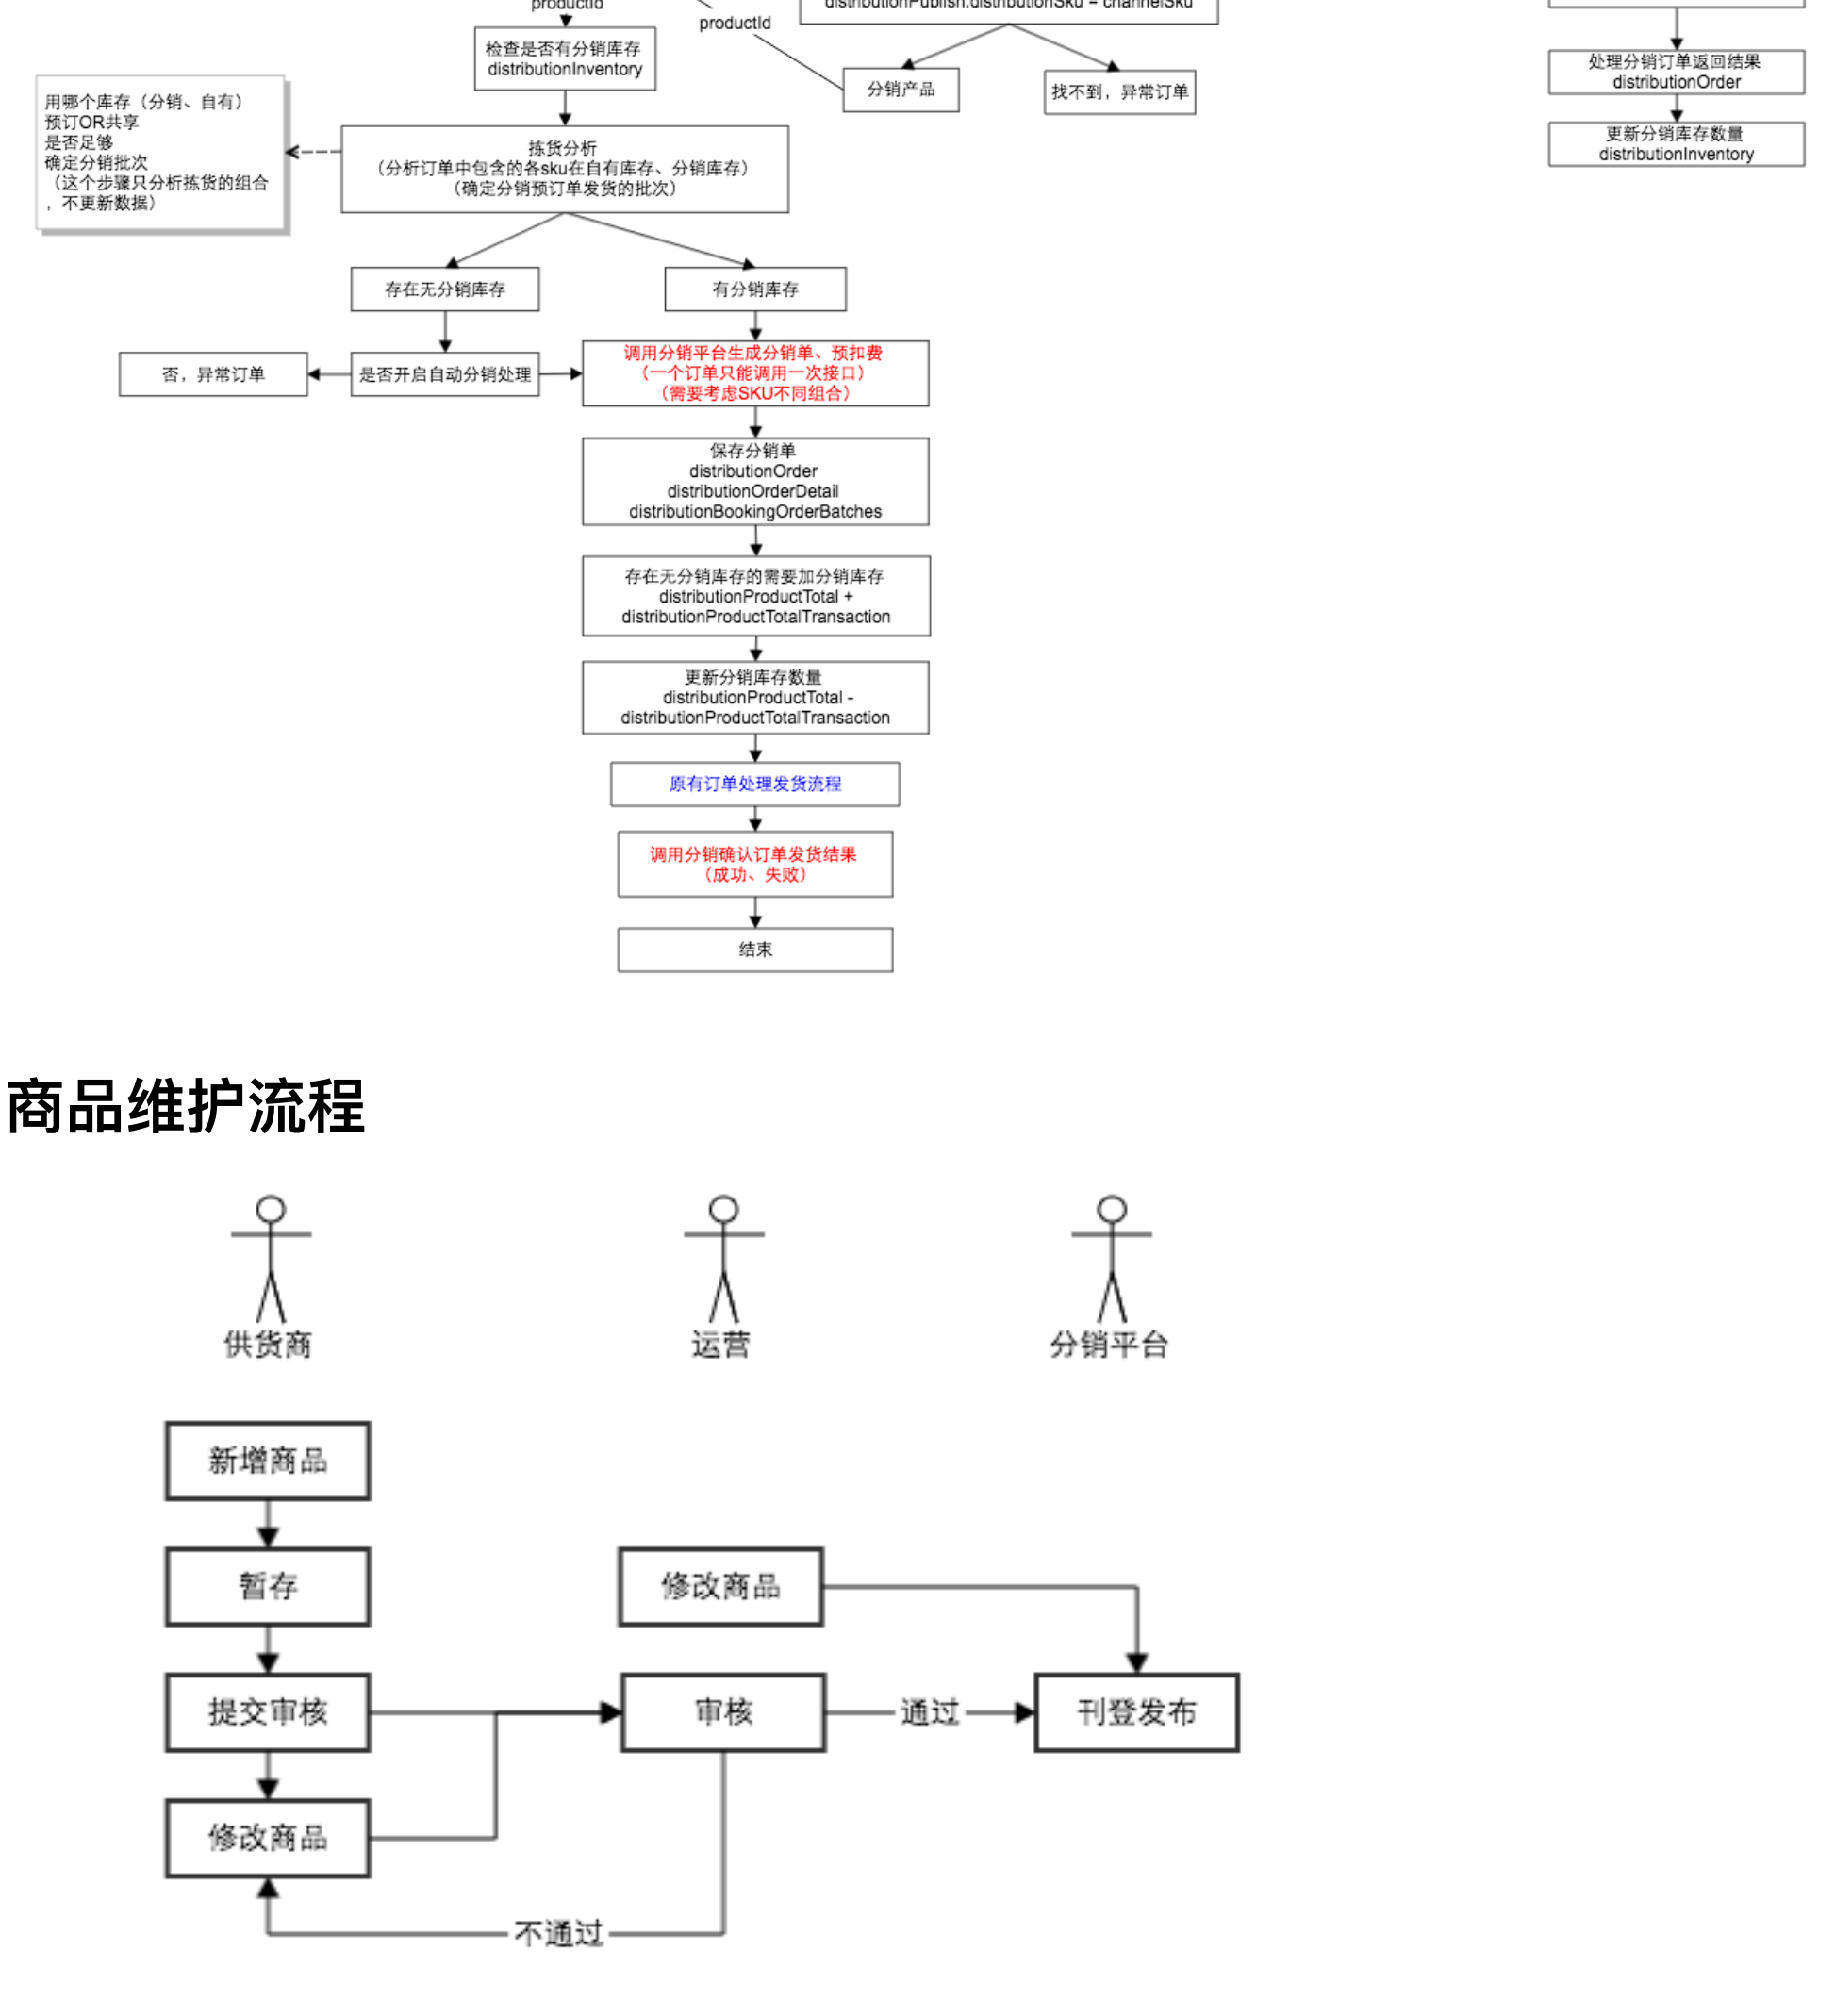 productId
productId
distributionPublish.distributionSku = channelSku
检查是否有分销库存
distributionInventory
分销产品
找不到，异常订单
处理分销订单返回结果
distributionOrder
更新分销库存数量
distributionInventory
用哪个库存（分销、自有）
预订OR共享
是否足够
确定分销批次
（这个步骤只分析拣货的组合
，不更新数据）
拣货分析
（分析订单中包含的各sku在自有库存、分销库存）
（确定分销预订单发货的批次）
存在无分销库存
有分销库存
否，异常订单
是否开启自动分销处理
调用分销平台生成分销单、预扣费
（一个订单只能调用一次接口）
（需要考虑SKU不同组合）
保存分销单
distributionOrder
distributionOrderDetail
distributionBookingOrderBatches
存在无分销库存的需要加分销库存
distributionProductTotal +
distributionProductTotalTransaction
更新分销库存数量
distributionProductTotal -
distributionProductTotalTransaction
原有订单处理发货流程
调用分销确认订单发货结果
（成功、失败）
结束
商品维护流程
供货商
运营
分销平台
新增商品
暂存
修改商品
提交审核
审核
通过
刊登发布
修改商品
不通过